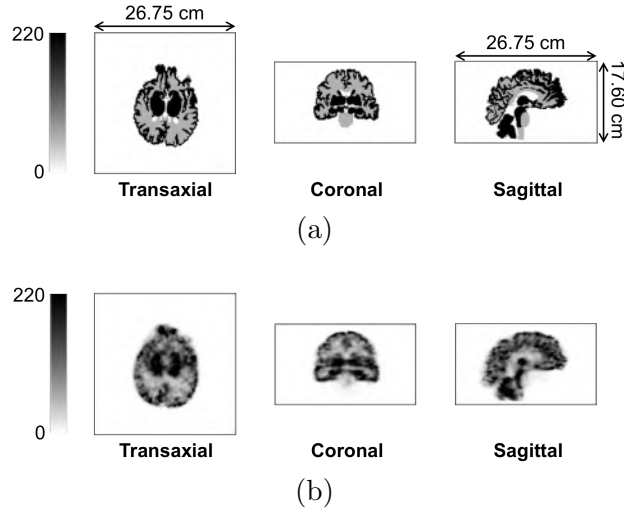 26.75 cm
220
26.75 cm
17.60 cm
0
Transaxial Coronal Sagittal
(a)
220
0
Transaxial Coronal Sagittal
(b)